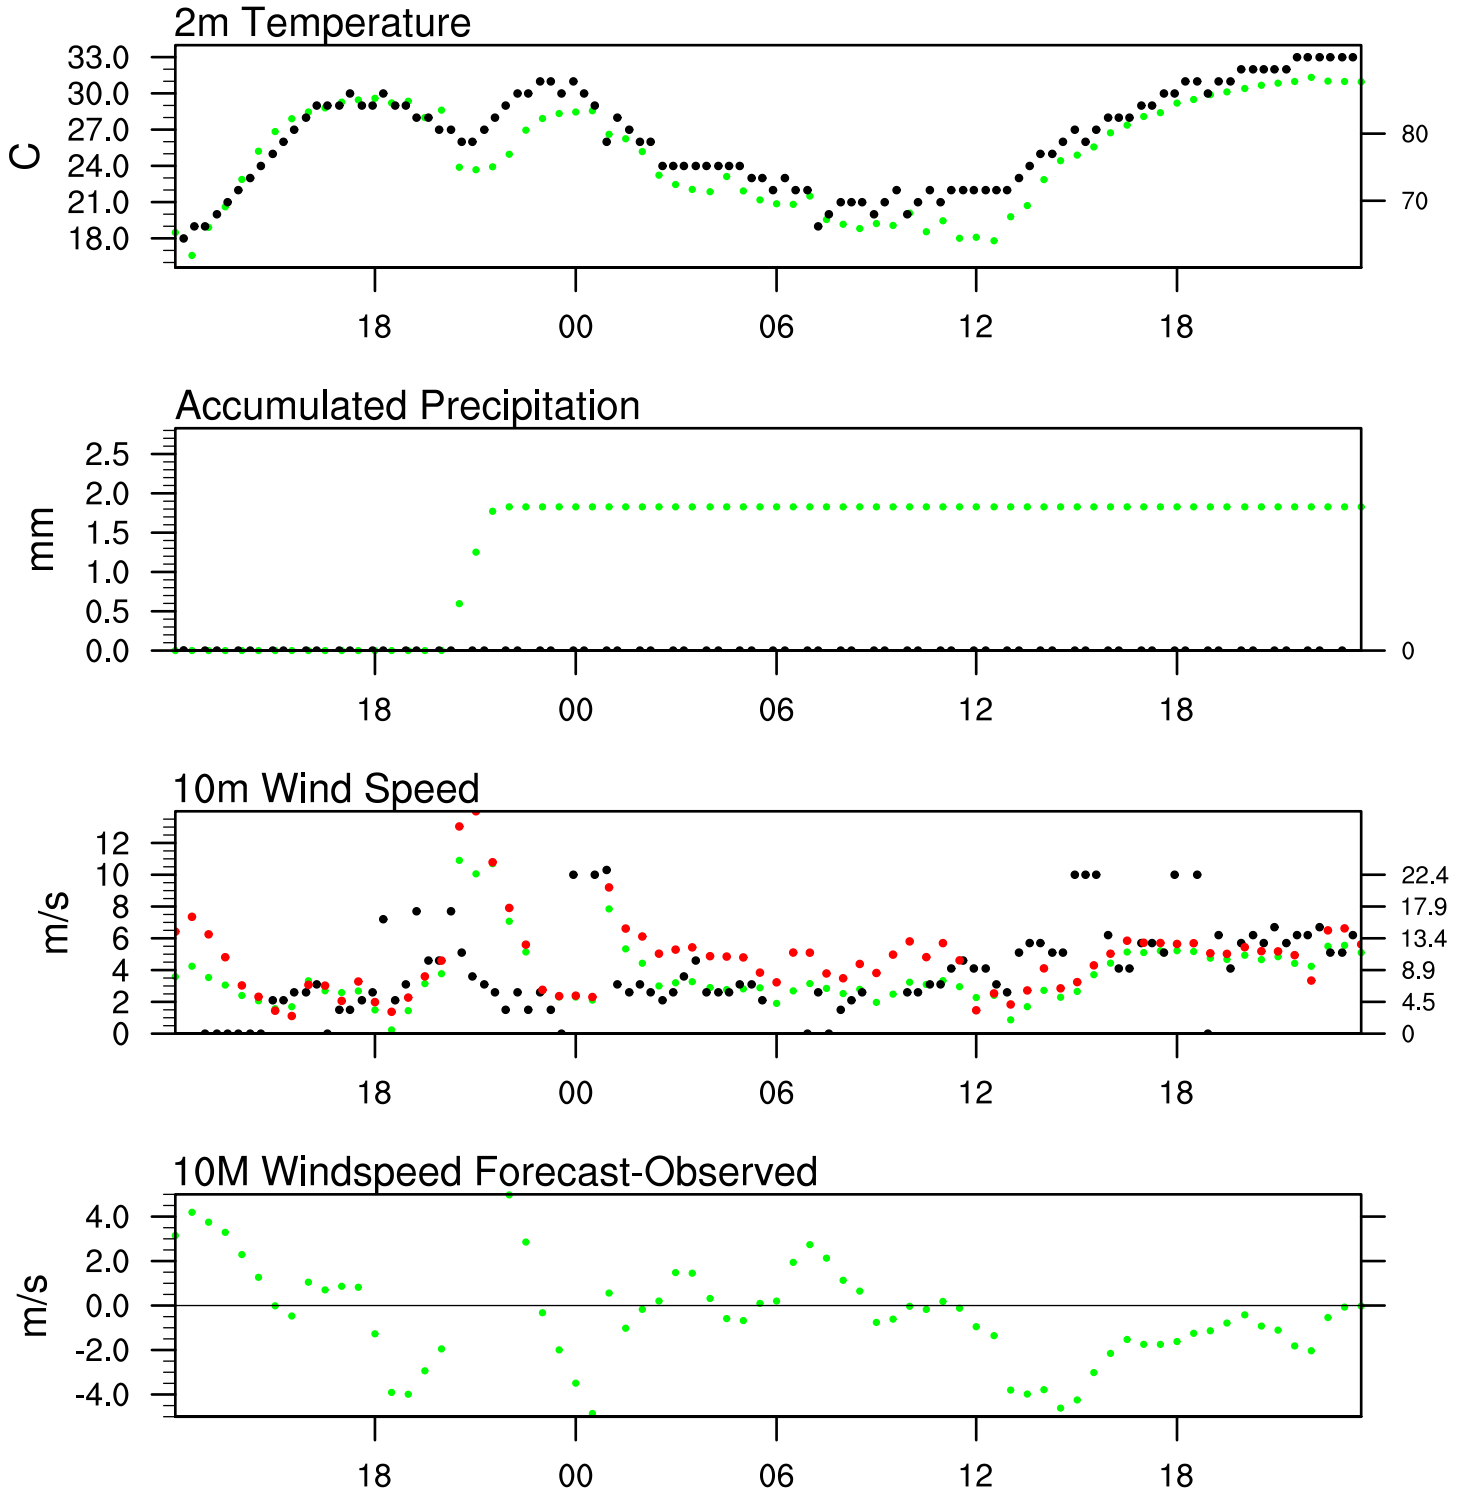 2m Temperature
33.0
30.0
27.0
24.0
21.0
18.0
C
80
70
18 00 06 12 18
Accumulated Precipitation
2.5
2.0
1.5
1.0
0.5
0.0
mm
0
18 00 06 12 18
10m Wind Speed
12
10
8
6
4
2
0
m/s
22.4
17.9
13.4
8.9
4.5
0
18 00 06 12 18
10M Windspeed Forecast-Observed
4.0
2.0
0.0
-2.0
-4.0
m/s
18 00 06 12 18